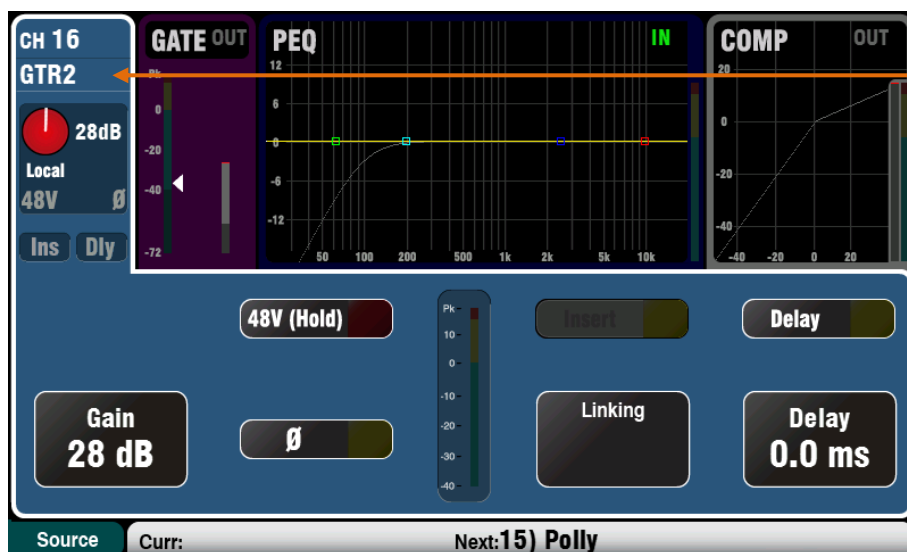 CH 16
GTR2
28dB
Local
48V Ø
Ins Dly
GATE OUT
Pk
0
-20
-40
-72
PEQ IN
12
6
0
-6
-12
50 100 200 500 1k 2k 5k 10k
COMP OUT
20
0
-20
-40
-40 -20 0 20
48V (Hold)
Ø
Gain
28 dB
Pk
10
0
-10
-20
-30
-40
Insert
Linking
Delay
Delay
0.0 ms
Source
Curr:
Next:15) Polly